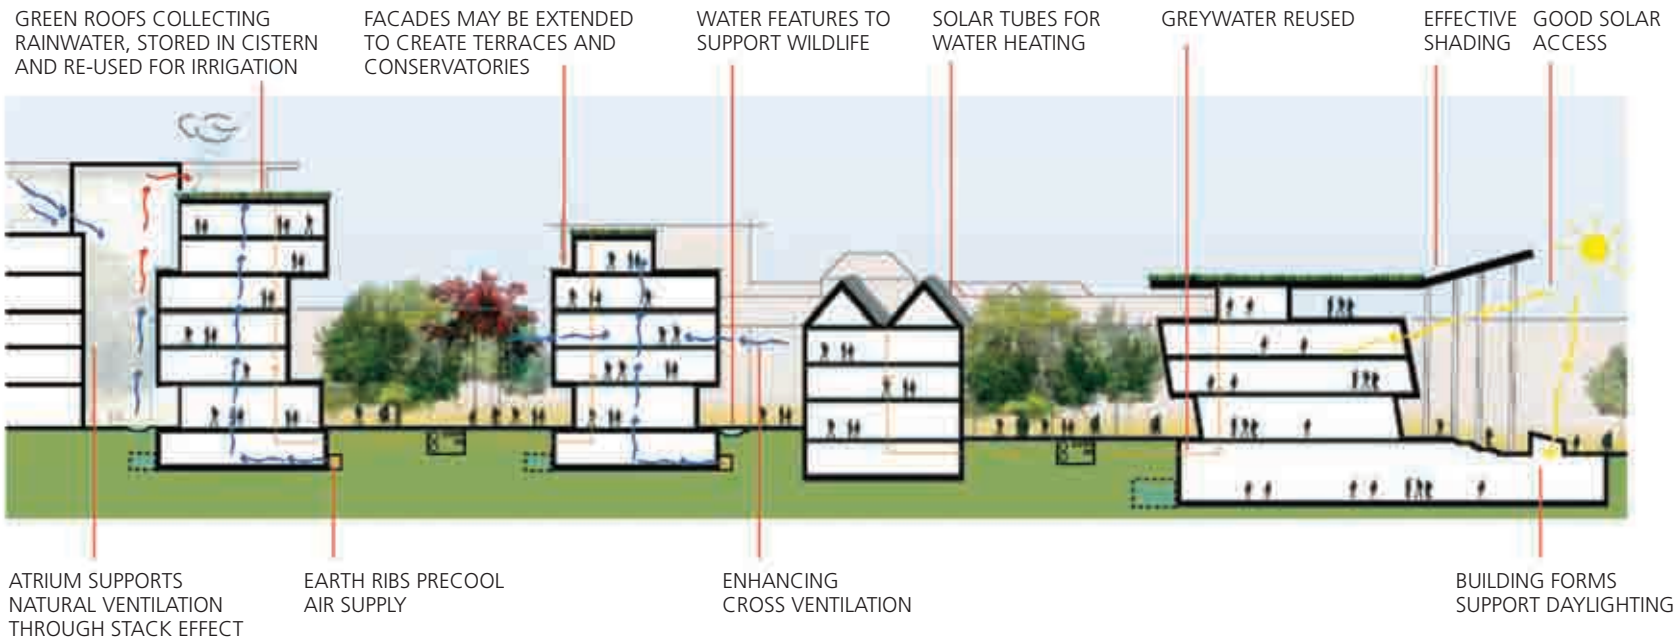 GREEN ROOFS COLLECTING
RAINWATER, STORED IN CISTERN
AND RE-USED FOR IRRIGATION
FACADES MAY BE EXTENDED
TO CREATE TERRACES AND
CONSERVATORIES
WATER FEATURES TO
SUPPORT WILDLIFE
SOLAR TUBES FOR
WATER HEATING
GREYWATER REUSED
EFFECTIVE
SHADING
GOOD SOLAR
ACCESS
ATRIUM SUPPORTS
NATURAL VENTILATION
THROUGH STACK EFFECT
EARTH RIBS PRECOOL
AIR SUPPLY
ENHANCING
CROSS VENTILATION
BUILDING FORMS
SUPPORT DAYLIGHTING